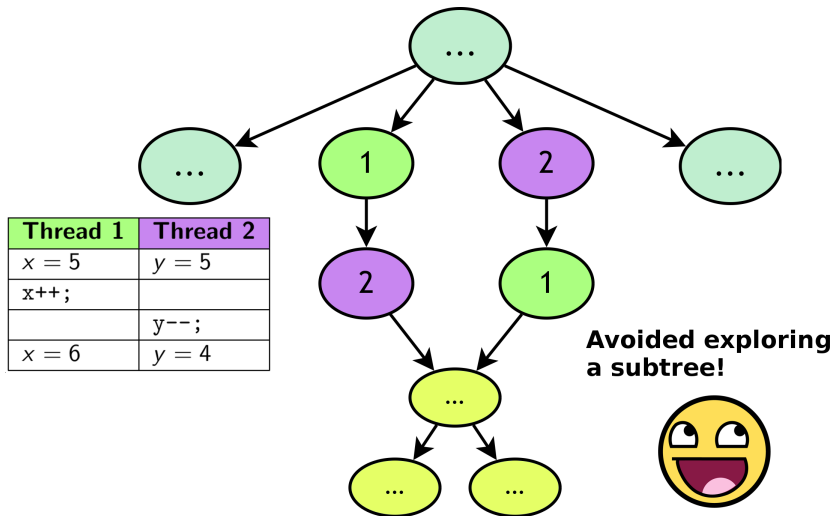 ...
... 1 2 ...
Thread 1 Thread 2
x = 5 y = 5
x++;
y--;
x = 6 y = 4
2 1
Avoided exploring
a subtree!
...
... ...